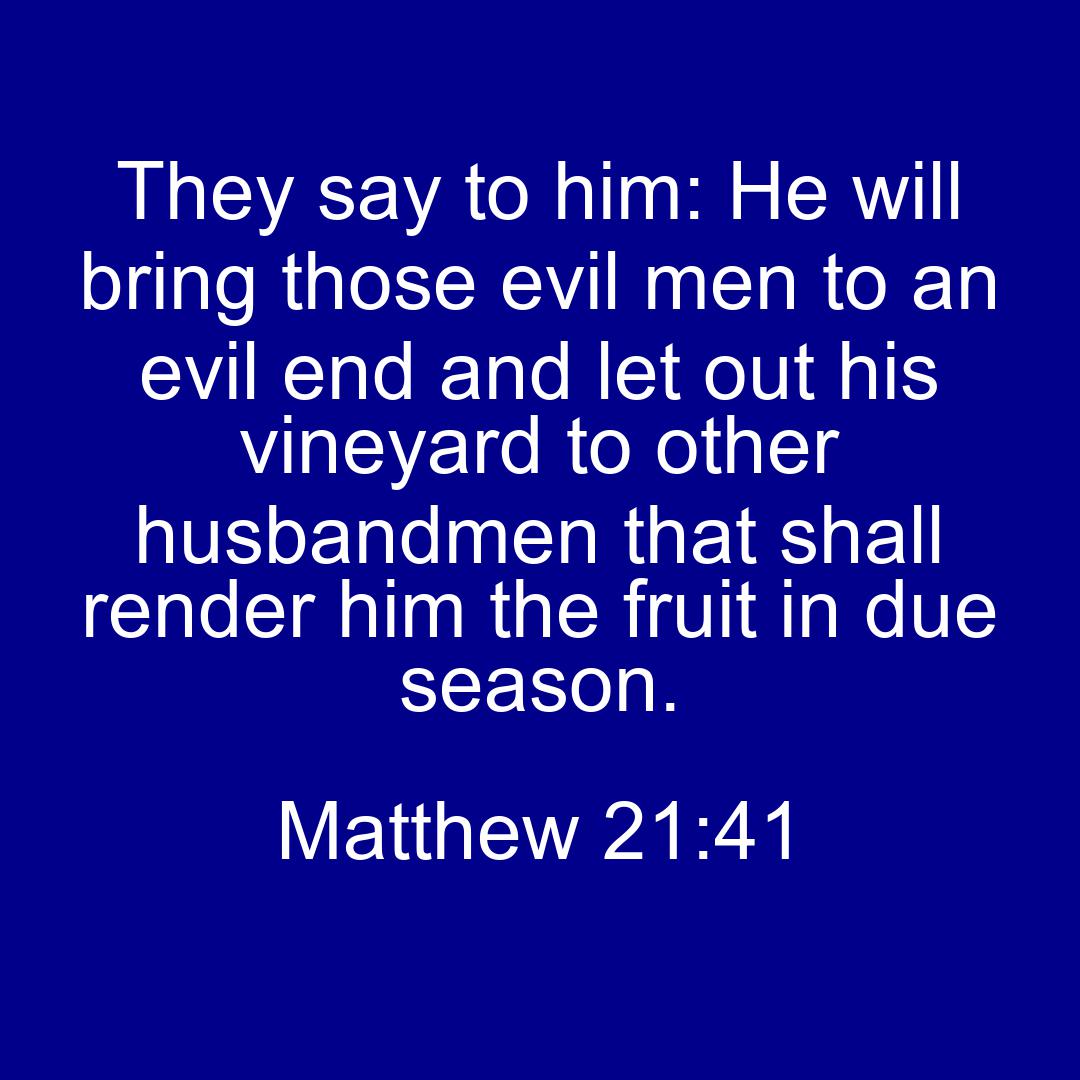 They say to him: He will
bring those evil men to an
evil end and let out his
vineyard to other
husbandmen that shall
render him the fruit in due
season.
Matthew 21:41